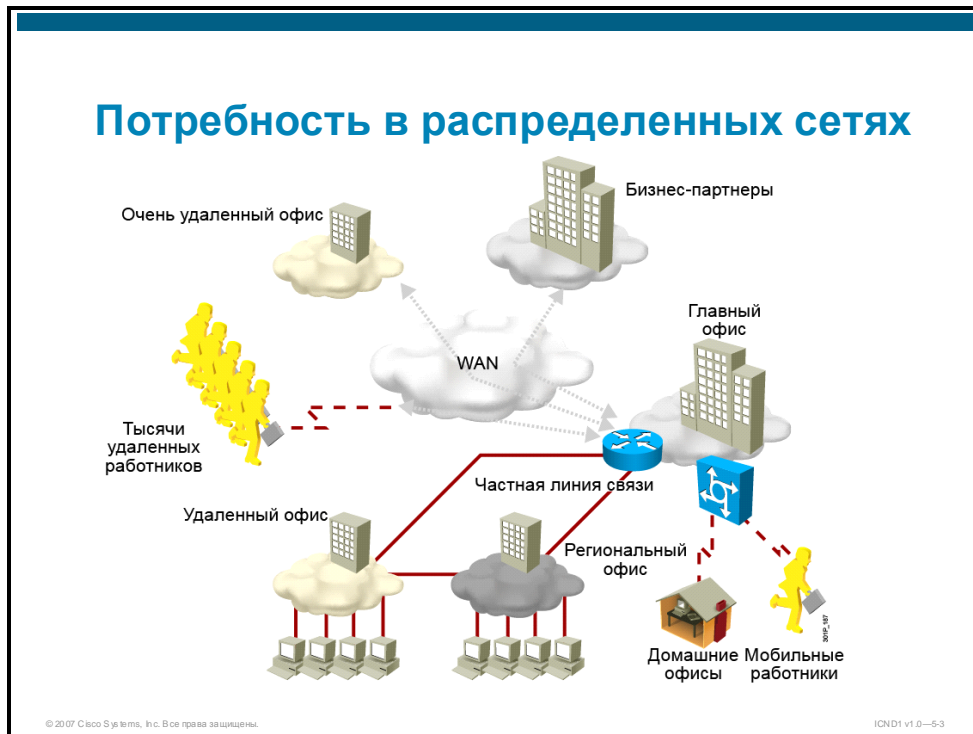 Потребность в распределенных сетях
Очень удаленный офис
Бизнес-партнеры
Главный
офис
WAN
Тысячи
удаленных
работников
Частная линия связи
Удаленный офис
Региональный
офис
Домашние
офисы
Мобильные
работники
301P_187
© 2007 Cisco Systems, Inc. Все права защищены.
ICND1 v1.0—5-3